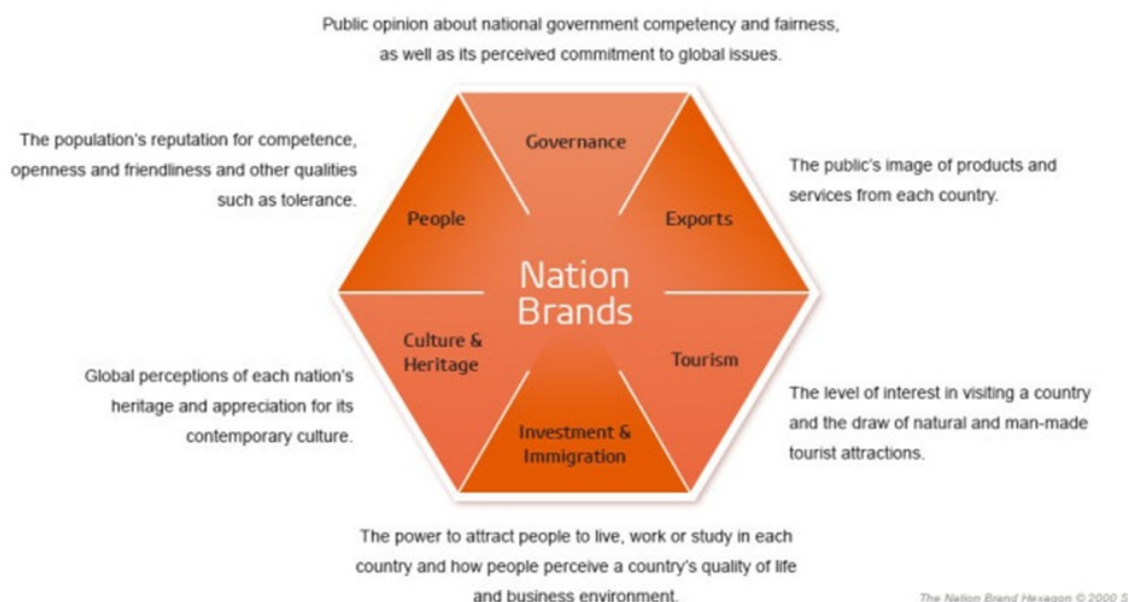 Public opinion about national government competency and fairness,
as well as its perceived commitment to global issues.
Governance
The population's reputation for competence,
openness and friendliness and other qualities
such as tolerance.
People
The public's image of products and
services from each country.
Exports
Nation
Brands
Culture &
Heritage
Global perceptions of each nation's
heritage and appreciation for its
contemporary culture.
Tourism
The level of interest in visiting a country
and the draw of natural and man-made
tourist attractions.
Investment &
Immigration
The power to attract people to live, work or study in each
country and how people perceive a country's quality of life
and business environment.
The Nation Brand Hexagon © 2000 S